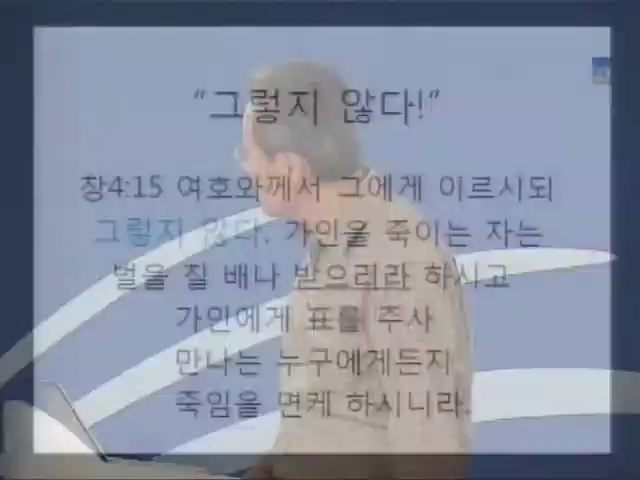 “그렇지 않다!”
창4:15 여호와께서 그에게 이르시되
그렇지 않다. 가인을 죽이는 자는
벌을 질 배나 받으리라 하시고
가인에게 표를 주사
만나는 누구에게든지
죽임을 면케 하시니라.